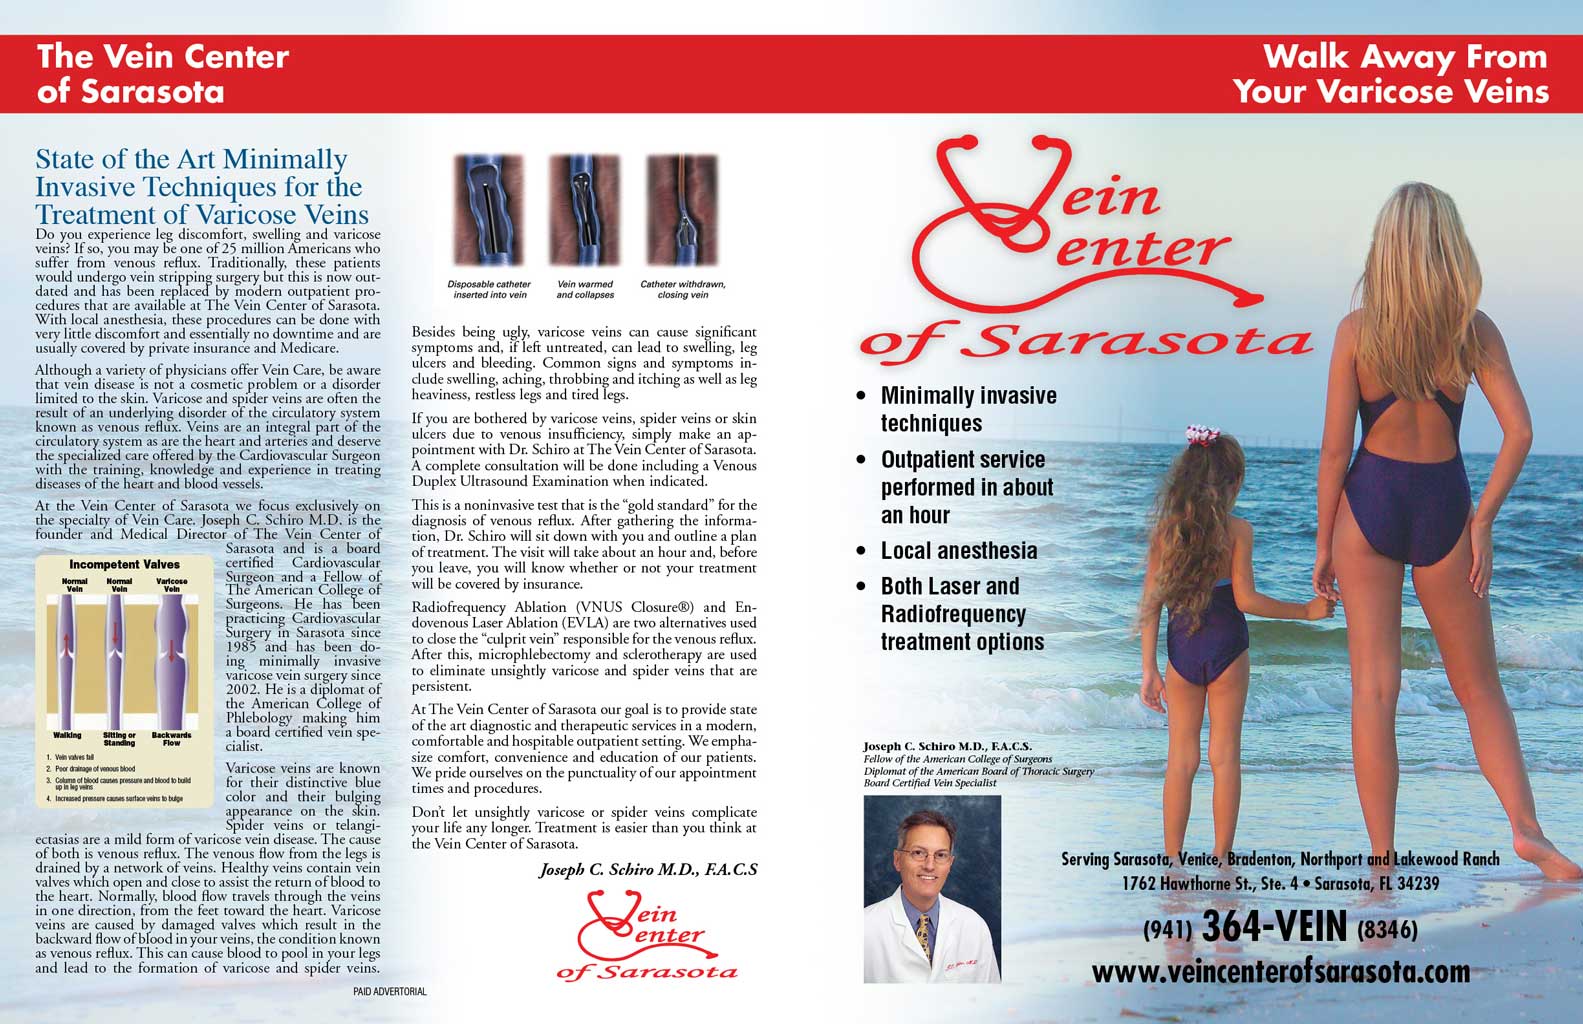 The Vein Center
of Sarasota
State of the Art Minimally
Invasive Techniques for the
Treatment of Varicose Veins
Do you experience leg discomfort, swelling and varicose
veins? If so, you may be one of 25 million Americans who
suffer from venous reflux. Traditionally, these patients
would undergo vein stripping surgery but this is now out-
dated and has been replaced by modern outpatient pro-
cedures that are available at The Vein Center of Sarasota.
With local anesthesia, these procedures can be done with
very little discomfort and essentially no downtime and are
usually covered by private insurance and Medicare.
Although a variety of physicians offer Vein Care, be aware
that vein disease is not a cosmetic problem or a disorder
limited to the skin. Varicose and spider veins are often the
result of an underlying disorder of the circulatory system
known as venous reflux. Veins are an integral part of the
circulatory system as are the heart and arteries and deserve
the specialized care offered by the Cardiovascular Surgeon
with the training, knowledge and experience in treating
diseases of the heart and blood vessels.
At the Vein Center of Sarasota we focus exclusively on
the specialty of Vein Care. Joseph C. Schiro M.D. is the
founder and Medical Director of The Vein Center of
Sarasota and is a board
certified Cardiovascular
Surgeon and a Fellow of
The American College of
Surgeons. He has been
practicing Cardiovascular
Surgery in Sarasota since
1985 and has been do-
ing minimally invasive
varicose vein surgery since
2002. He is a diplomat of
the American College of
Phlebology making him
a board certified vein spe-
cialist.
Incompetent Valves
Normal Vein
Normal Vein
Varicose Vein
Walking
Sitting or Standing
Backwards Flow
1. Vein valves fail
2. Poor drainage of venous blood
3. Column of blood causes pressure and blood to build
up in leg veins
4. Increased pressure causes surface veins to bulge
Varicose veins are known
for their distinctive blue
color and their bulging
appearance on the skin.
Spider veins or telangi-
ectasias are a mild form of varicose vein disease. The cause
of both is venous reflux. The venous flow from the legs is
drained by a network of veins. Healthy veins contain vein
valves which open and close to assist the return of blood to
the heart. Normally, blood flow travels through the veins
in one direction, from the feet toward the heart. Varicose
veins are caused by damaged valves which result in the
backward flow of blood in your veins, the condition known
as venous reflux. This can cause blood to pool in your legs
and lead to the formation of varicose and spider veins.
Disposable catheter
inserted into vein
Vein warmed
and collapses
Catheter withdrawn,
closing vein
Besides being ugly, varicose veins can cause significant
symptoms and, if left untreated, can lead to swelling, leg
ulcers and bleeding. Common signs and symptoms in-
clude swelling, aching, throbbing and itching as well as leg
heaviness, restless legs and tired legs.
If you are bothered by varicose veins, spider veins or skin
ulcers due to venous insufficiency, simply make an ap-
pointment with Dr. Schiro at The Vein Center of Sarasota.
A complete consultation will be done including a Venous
Duplex Ultrasound Examination when indicated.
This is a noninvasive test that is the “gold standard” for the
diagnosis of venous reflux. After gathering the informa-
tion, Dr. Schiro will sit down with you and outline a plan
of treatment. The visit will take about an hour and, before
you leave, you will know whether or not your treatment
will be covered by insurance.
Radiofrequency Ablation (VNUS Closure®) and En-
dovenous Laser Ablation (EVLA) are two alternatives used
to close the “culprit vein” responsible for the venous reflux.
After this, microphlebectomy and sclerotherapy are used
to eliminate unsightly varicose and spider veins that are
persistent.
At The Vein Center of Sarasota our goal is to provide state
of the art diagnostic and therapeutic services in a modern,
comfortable and hospitable outpatient setting. We empha-
size comfort, convenience and education of our patients.
We pride ourselves on the punctuality of our appointment
times and procedures.
Don’t let unsightly varicose or spider veins complicate
your life any longer. Treatment is easier than you think at
the Vein Center of Sarasota.
Joseph C. Schiro M.D., F.A.C.S
Vein
Center
of Sarasota
PAID ADVERTORIAL
Walk Away From
Your Varicose Veins
Vein
Center
of Sarasota
• Minimally invasive
techniques
• Outpatient service
performed in about
an hour
• Local anesthesia
• Both Laser and
Radiofrequency
treatment options
Joseph C. Schiro M.D., F.A.C.S.
Fellow of the American College of Surgeons
Diplomat of the American Board of Thoracic Surgery
Board Certified Vein Specialist
Serving Sarasota, Venice, Bradenton, Northport and Lakewood Ranch
1762 Hawthorne St., Ste. 4 • Sarasota, FL 34239
(941) 364-VEIN (8346)
www.veincenterofsarasota.com